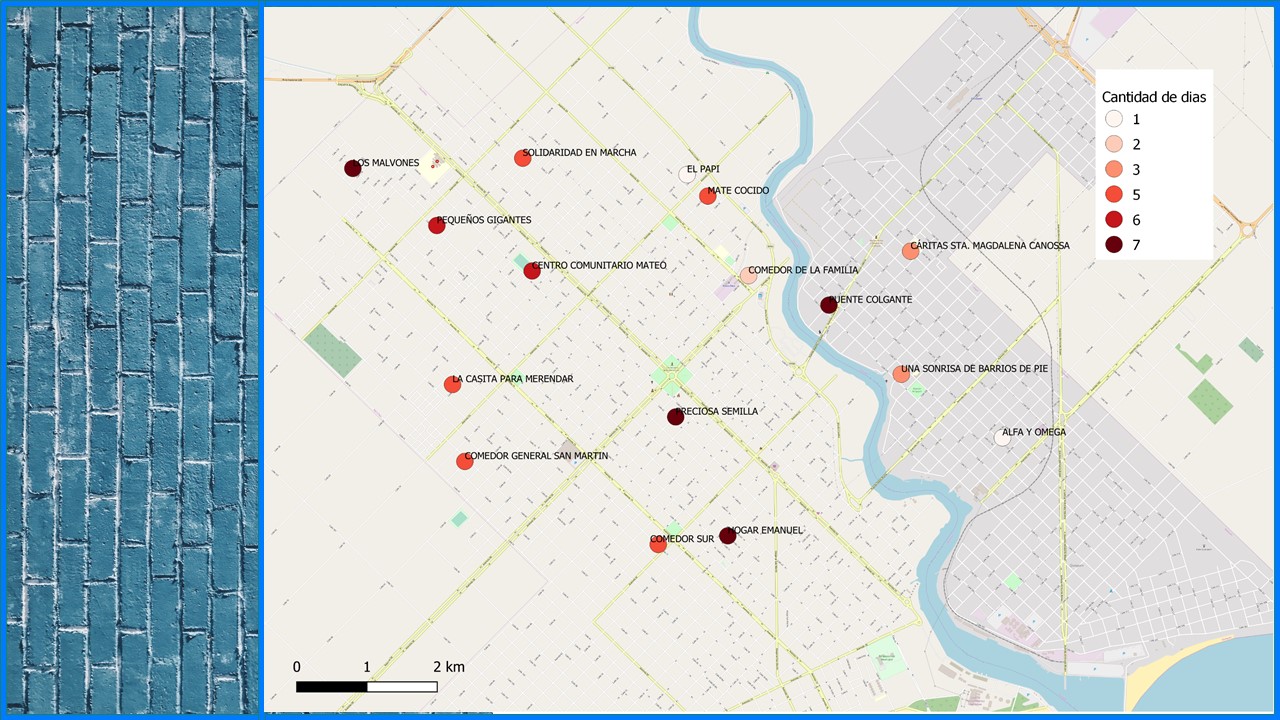 Cantidad de dias
1
2
3
5
6
7
SOLIDARIDAD EN MARCHA
LOS MALVONES
EL PAPI
MATE COCIDO
PEQUEÑOS GIGANTES
CÁRITAS STA. MAGDALENA CANOSSA
CENTRO COMUNITARIO MATEO
COMEDOR DE LA FAMILIA
PUENTE COLGANTE
UNA SONRISA DE BARRIOS DE PIE
LA CASITA PARA MERENDAR
PRECIOSA SEMILLA
ALFA Y OMEGA
COMEDOR GENERAL SAN MARTIN
HOGAR EMANUEL
COMEDOR SUR
0 1 2 km